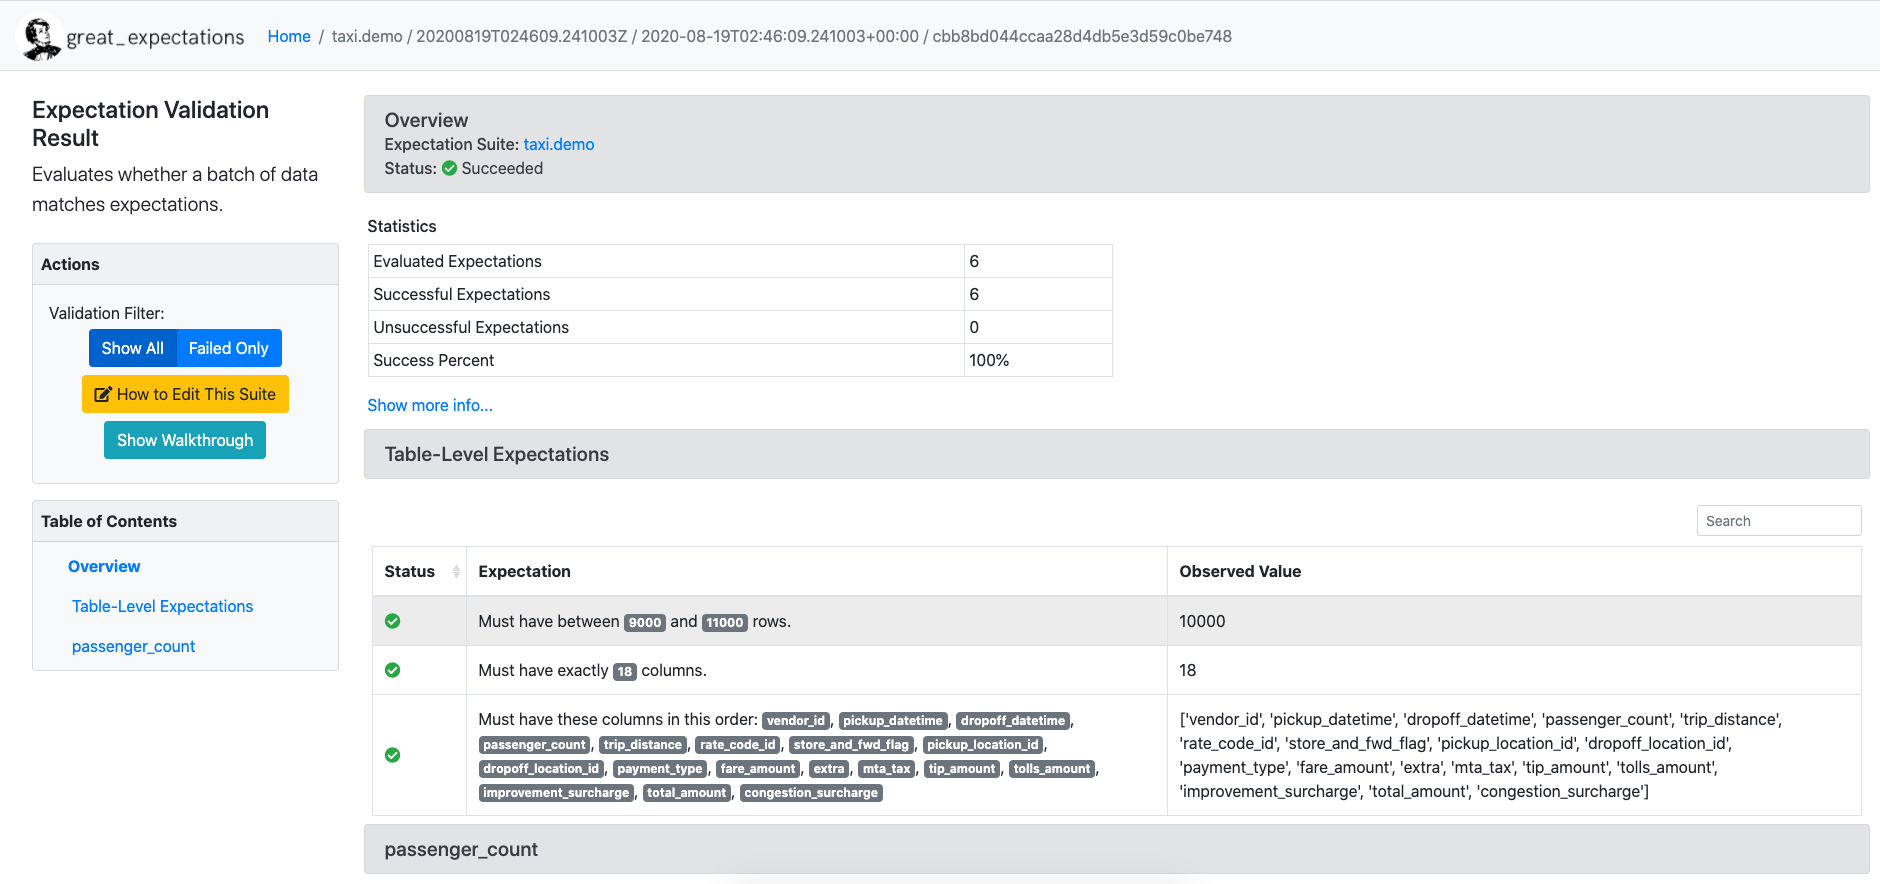 great_expectations
Home / taxi.demo / 20200819T024609.241003Z / 2020-08-19T02:46:09.241003+00:00 / cbb8bd044ccaa28d4db5e3d59c0be748
Expectation Validation
Result
Evaluates whether a batch of data
matches expectations.
Actions
Validation Filter:
Show All Failed Only
How to Edit This Suite
Show Walkthrough
Table of Contents
Overview
Table-Level Expectations
passenger_count
Overview
Expectation Suite: taxi.demo
Status: Succeeded
Statistics
Evaluated Expectations 6
Successful Expectations 6
Unsuccessful Expectations 0
Success Percent 100%
Show more info...
Table-Level Expectations
Search
Status Expectation Observed Value
Must have between 9000 and 11000 rows. 10000
Must have exactly 18 columns. 18
Must have these columns in this order: vendor_id, pickup_datetime, dropoff_datetime,
passenger_count, trip_distance, rate_code_id, store_and_fwd_flag, pickup_location_id,
dropoff_location_id, payment_type, fare_amount, extra, mta_tax, tip_amount, tolls_amount,
improvement_surcharge, total_amount, congestion_surcharge
['vendor_id', 'pickup_datetime', 'dropoff_datetime', 'passenger_count', 'trip_distance',
'rate_code_id', 'store_and_fwd_flag', 'pickup_location_id', 'dropoff_location_id',
'payment_type', 'fare_amount', 'extra', 'mta_tax', 'tip_amount', 'tolls_amount',
'improvement_surcharge', 'total_amount', 'congestion_surcharge']
passenger_count